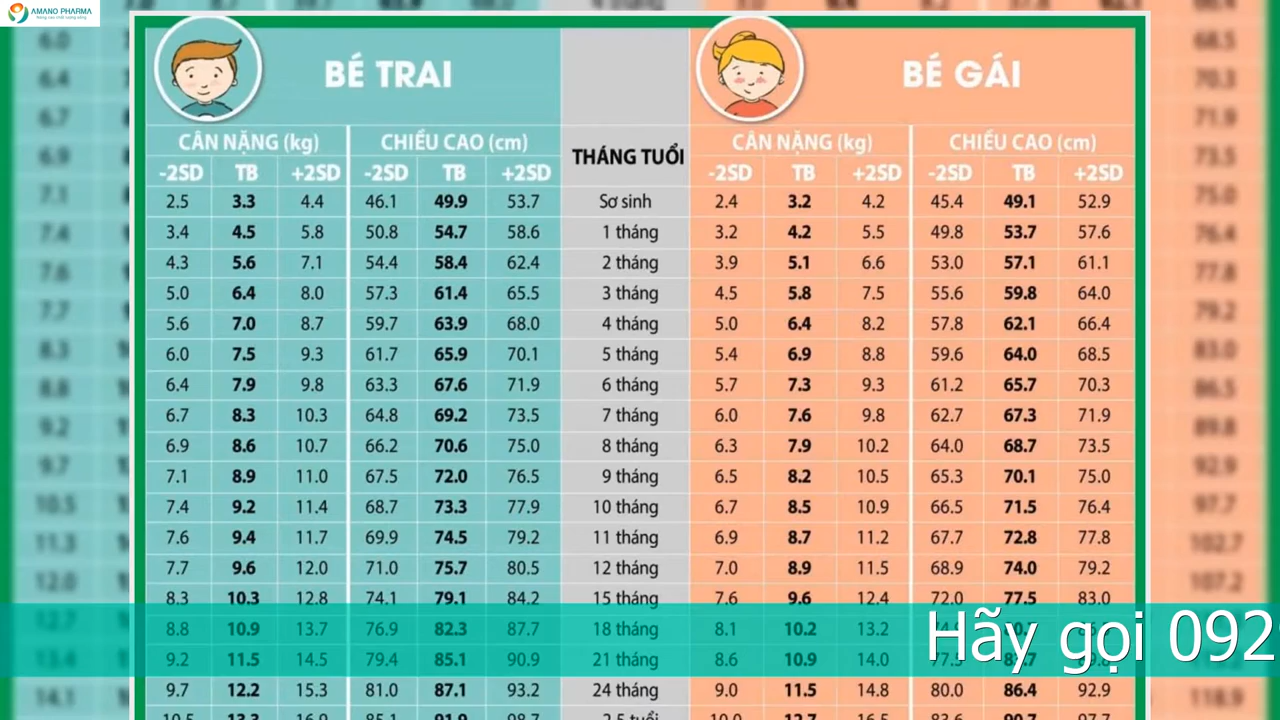 AMANO PHARMA
BÉ TRAI
BÉ GÁI
CÂN NẶNG (kg) CHIỀU CAO (cm) THÁNG TUỔI CÂN NẶNG (kg) CHIỀU CAO (cm)
-2SD TB +2SD -2SD TB +2SD -2SD TB +2SD -2SD TB +2SD
2.5 3.3 4.4 46.1 49.9 53.7 Sơ sinh 2.4 3.2 4.2 45.4 49.1 52.9
3.4 4.5 5.8 50.8 54.7 58.6 1 tháng 3.2 4.2 5.5 49.8 53.7 57.6
4.3 5.6 7.1 54.4 58.4 62.4 2 tháng 3.9 5.1 6.6 53.0 57.1 61.1
5.0 6.4 8.0 57.3 61.4 65.5 3 tháng 4.5 5.8 7.5 55.6 59.8 64.0
5.6 7.0 8.7 59.7 63.9 68.0 4 tháng 5.0 6.4 8.2 57.8 62.1 66.4
6.0 7.5 9.3 61.7 65.9 70.1 5 tháng 5.4 6.9 8.8 59.6 64.0 68.5
6.4 7.9 9.8 63.3 67.6 71.9 6 tháng 5.7 7.3 9.3 61.2 65.7 70.3
6.7 8.3 10.3 64.8 69.2 73.5 7 tháng 6.0 7.6 9.8 62.7 67.3 71.9
6.9 8.6 10.7 66.2 70.6 75.0 8 tháng 6.3 7.9 10.2 64.0 68.7 73.5
7.1 8.9 11.0 67.5 72.0 76.5 9 tháng 6.5 8.2 10.5 65.3 70.1 75.0
7.4 9.2 11.4 68.7 73.3 77.9 10 tháng 6.7 8.5 10.9 66.5 71.5 76.4
7.6 9.4 11.7 69.9 74.5 79.2 11 tháng 6.9 8.7 11.2 67.7 72.8 77.8
7.7 9.6 12.0 71.0 75.7 80.5 12 tháng 7.0 8.9 11.5 68.9 74.0 79.2
8.3 10.3 12.8 74.1 79.1 84.2 15 tháng 7.6 9.6 12.4 72.0 77.5 83.0
8.8 10.9 13.7 76.9 82.3 87.7 18 tháng 8.1 10.2 13.2
9.2 11.5 14.5 79.4 85.1 90.9 21 tháng 8.6 10.9 14.0
Hãy gọi 092
9.7 12.2 15.3 81.0 87.1 93.2 24 tháng 9.0 11.5 14.8 80.0 86.4 92.9